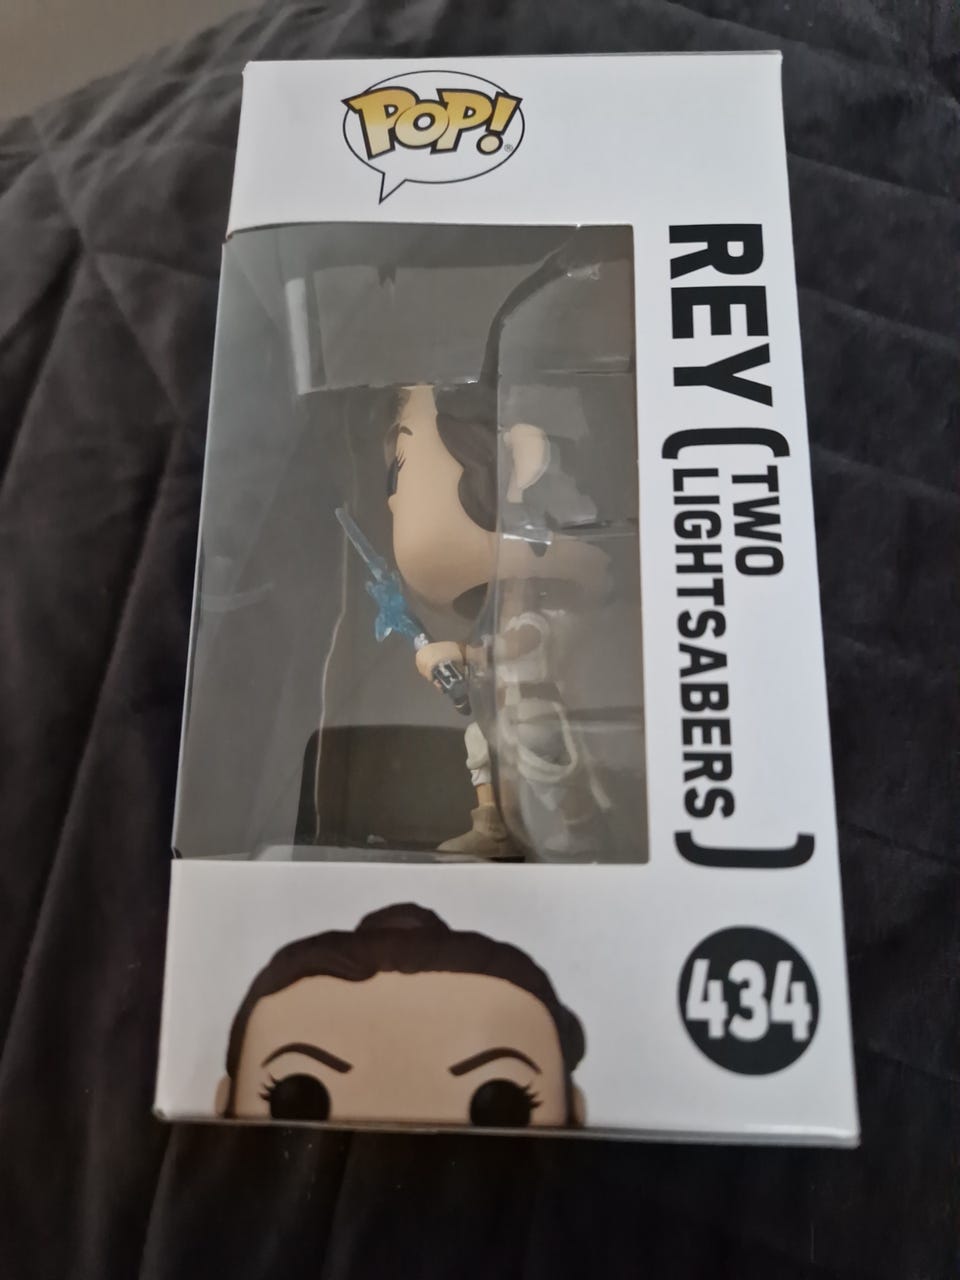 POP!®
REY (TWO
LIGHTSABERS)
434